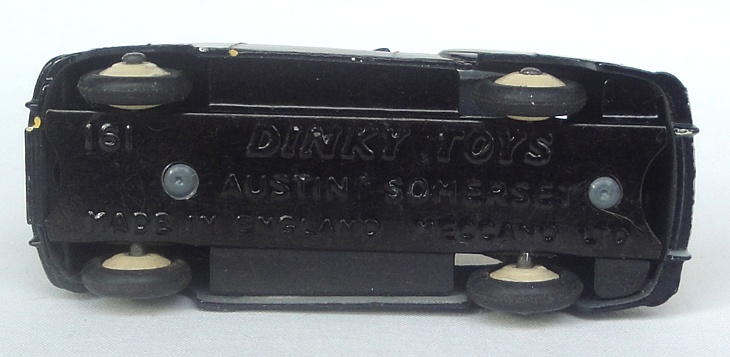 161 DINKY TOYS
AUSTIN SOMERSET
MADE IN ENGLAND MECCANO LTD